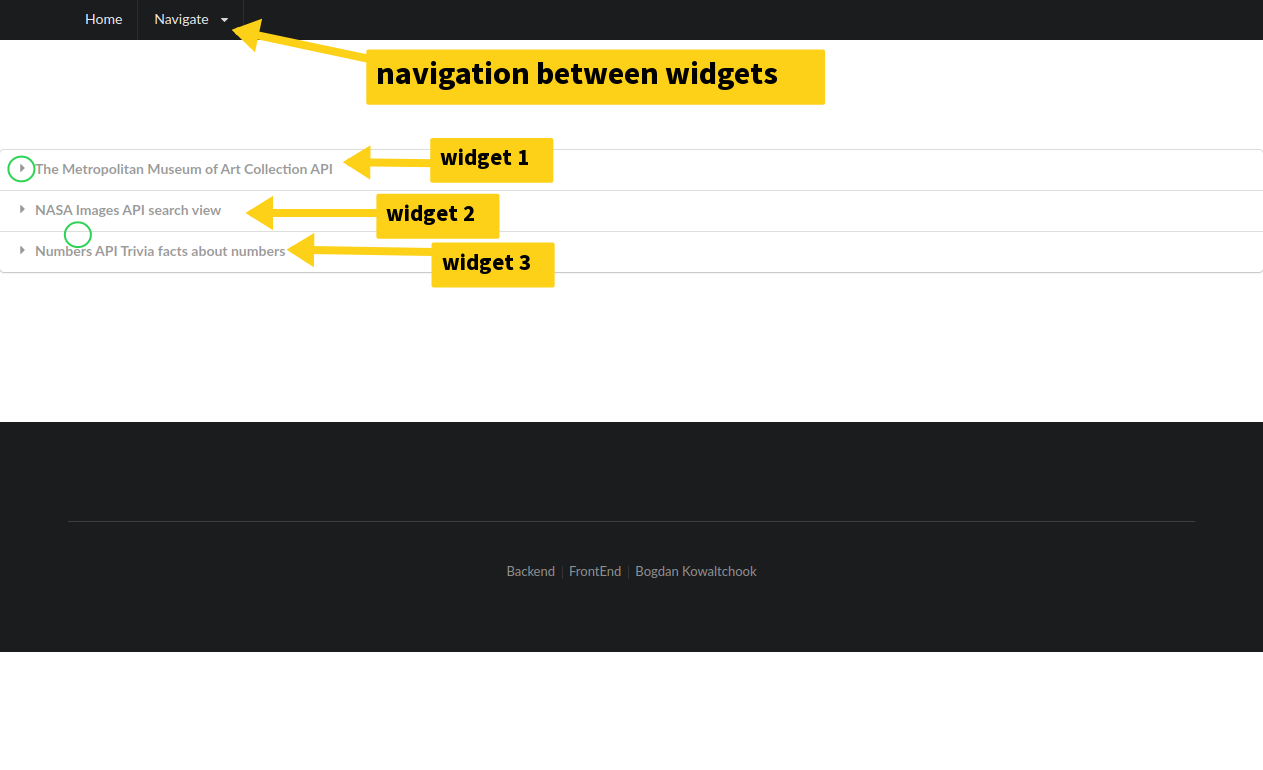 Home Navigate
navigation between widgets
The Metropolitan Museum of Art Collection API widget 1
NASA Images API search view widget 2
Numbers API Trivia facts about numbers widget 3
Backend FrontEnd Bogdan Kowaltchook